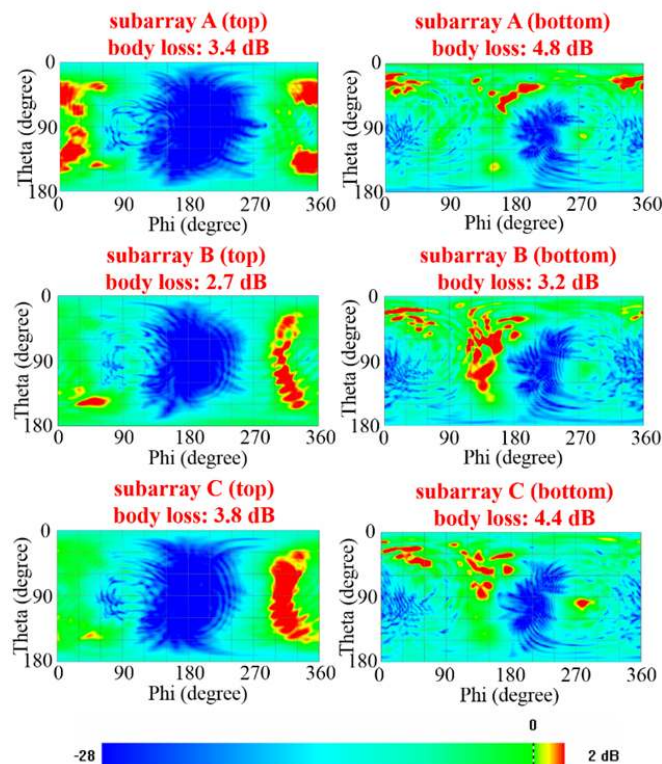 subarray A (top)
body loss: 3.4 dB
0
Theta (degree)
90
180
0
90
180
270
360
Phi (degree)
subarray A (bottom)
body loss: 4.8 dB
0
Theta (degree)
90
180
0
90
180
270
360
Phi (degree)
subarray B (top)
body loss: 2.7 dB
0
Theta (degree)
90
180
0
90
180
270
360
Phi (degree)
subarray B (bottom)
body loss: 3.2 dB
0
Theta (degree)
90
180
0
90
180
270
360
Phi (degree)
subarray C (top)
body loss: 3.8 dB
0
Theta (degree)
90
180
0
90
180
270
360
Phi (degree)
subarray C (bottom)
body loss: 4.4 dB
0
Theta (degree)
90
180
0
90
180
270
360
Phi (degree)
0
-28
2 dB